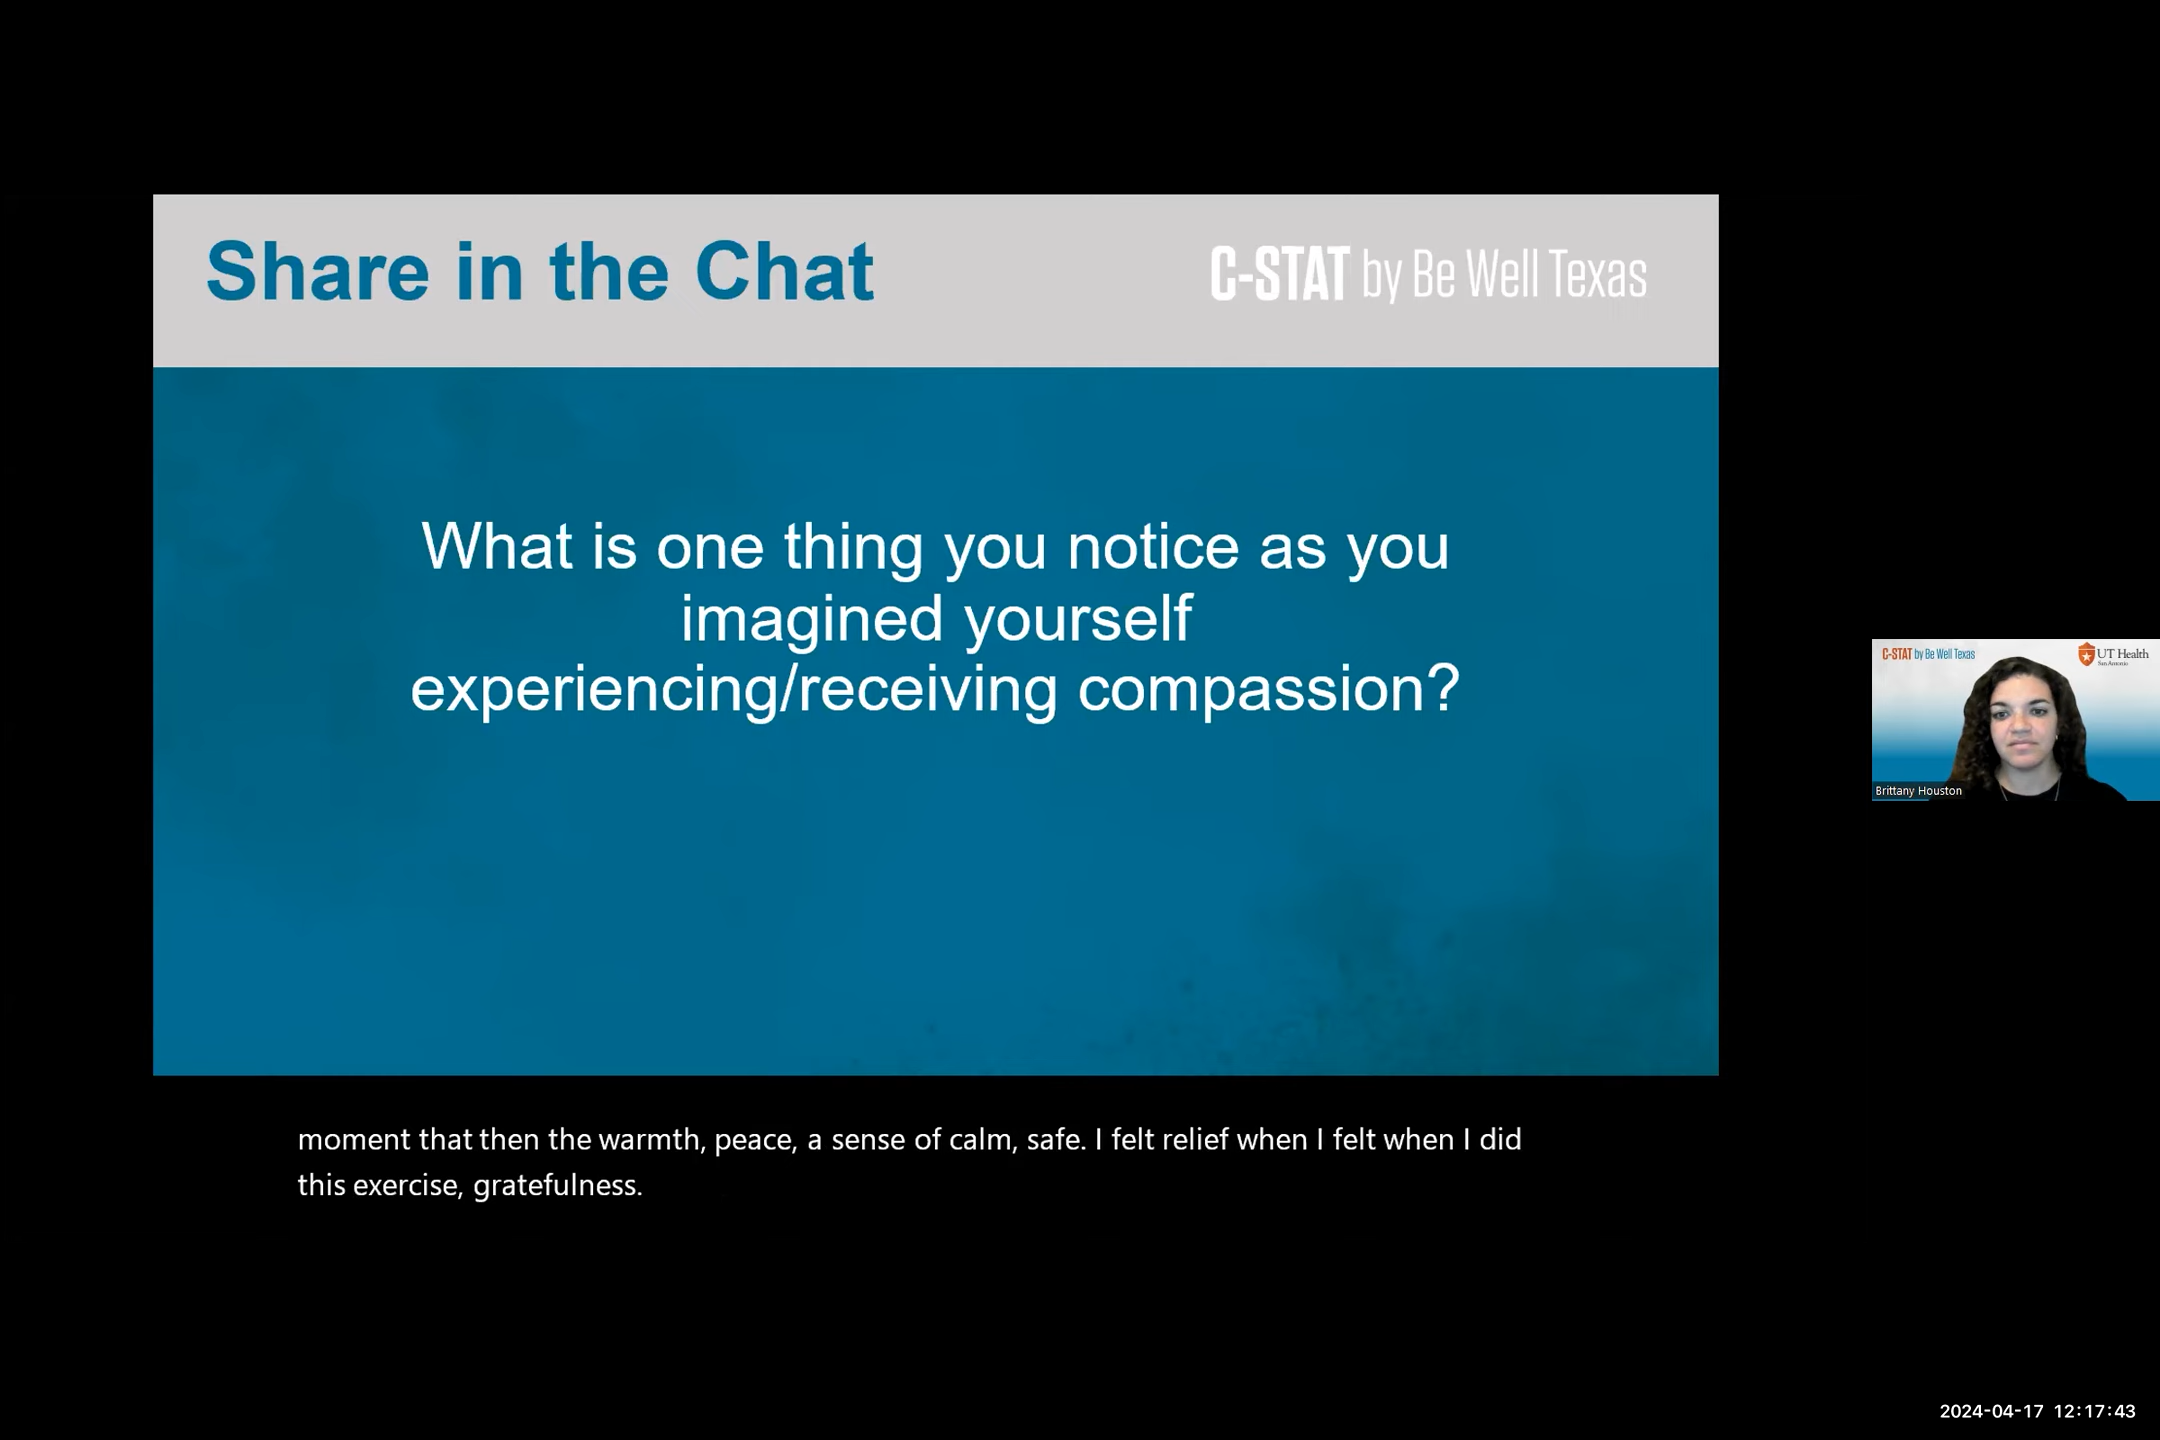 Share in the Chat
C-STAT by Be Well Texas
What is one thing you notice as you
imagined yourself
experiencing/receiving compassion?
C-STAT by Be Well Texas
UT Health
San Antonio
Brittany Houston
moment that then the warmth, peace, a sense of calm, safe. I felt relief when I felt when I did
this exercise, gratefulness.
2024-04-17 12:17:43